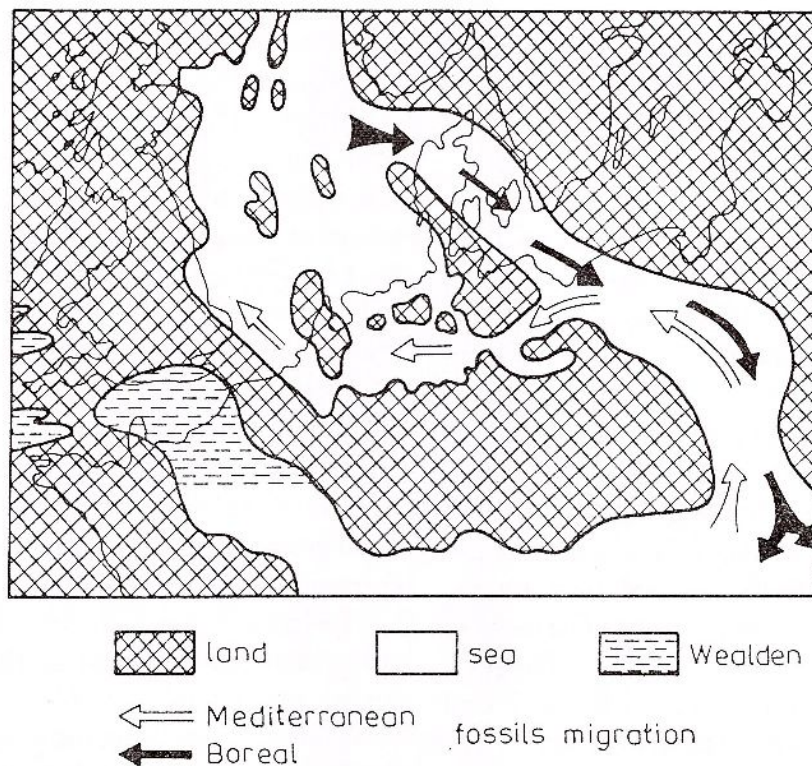 land
sea
Wealden
Mediterranean
Boreal
fossils migration